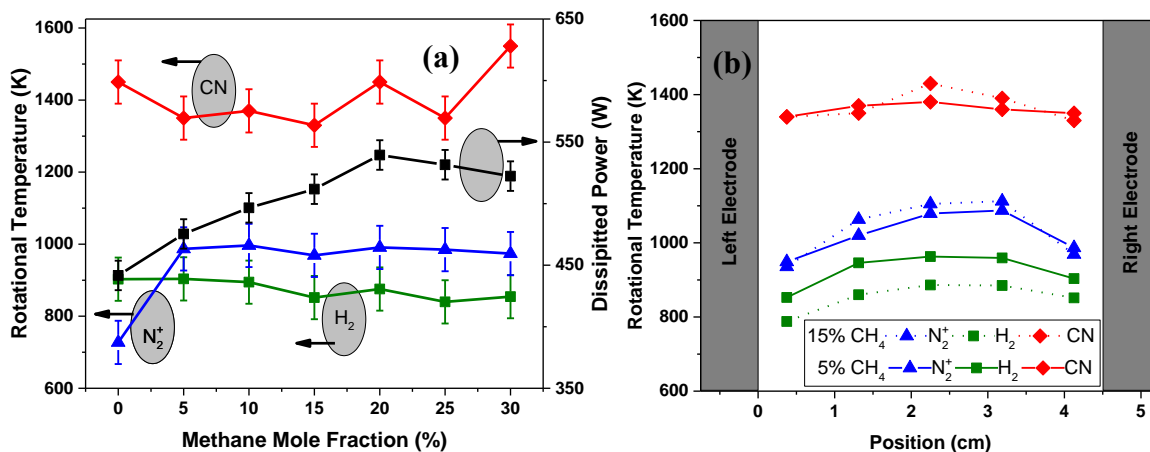 (a)
Rotational Temperature (K)
1600
1400
1200
1000
800
600
650
550
450
350
Dissipitted Power (W)
CN
N₂⁺
H₂
0 5 10 15 20 25 30
Methane Mole Fraction (%)
(b)
Rotational Temperature (K)
1600
1400
1200
1000
800
600
Left Electrode
Right Electrode
15% CH₄ N₂⁺ H₂ CN
5% CH₄ N₂⁺ H₂ CN
0 1 2 3 4 5
Position (cm)